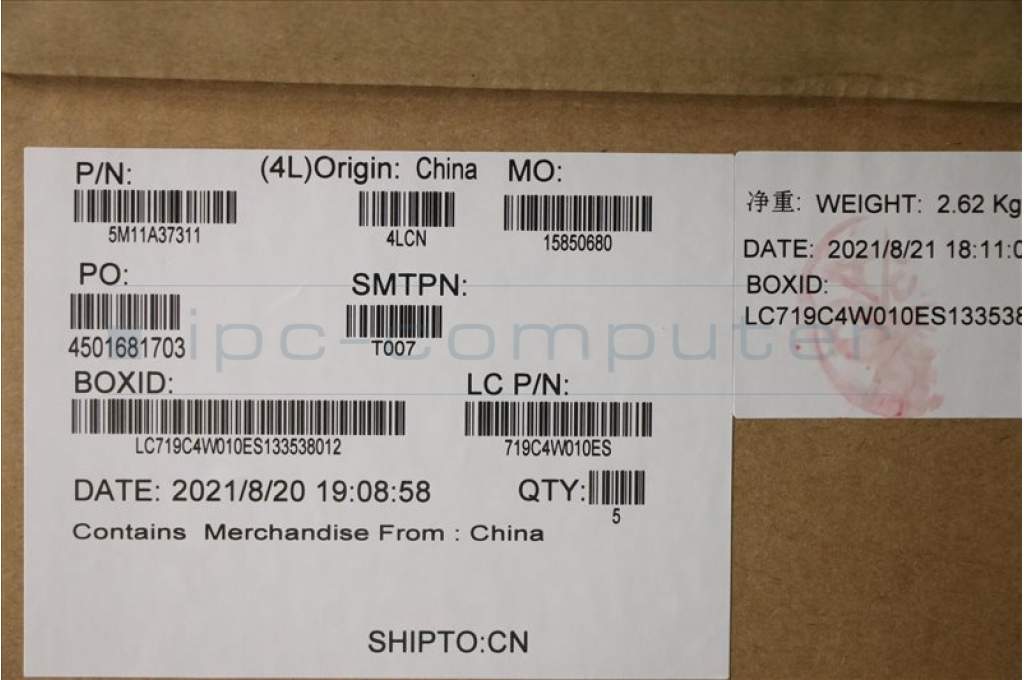 P/N: (4L)Origin: China MO:
5M11A37311 4LCN 15850680
PO: SMTPN:
4501681703 T007
BOXID: LC P/N:
LC719C4W010ES133538012 719C4W010ES
DATE: 2021/8/20 19:08:58 QTY:
5
Contains Merchandise From : China
SHIPTO:CN
净重: WEIGHT: 2.62 Kg
DATE: 2021/8/21 18:11:0
BOXID:
LC719C4W010ES133538
ipc-computer